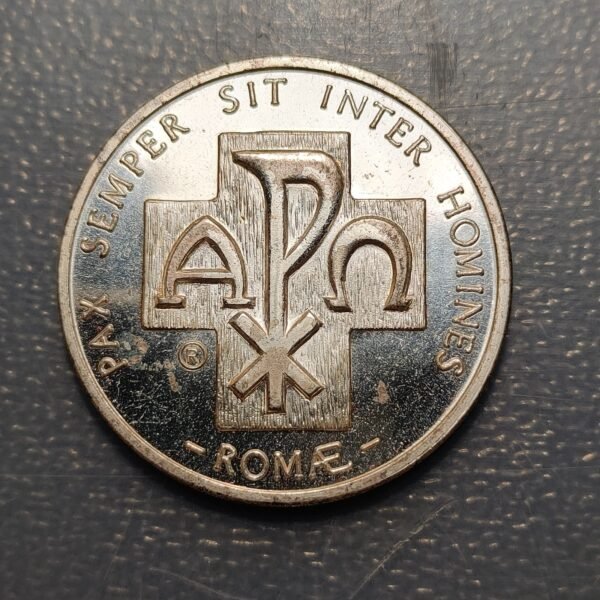 PAX SEMPER SIT INTER HOMINES
Α Ρ Ω
Χ
®
- ROMÆ -